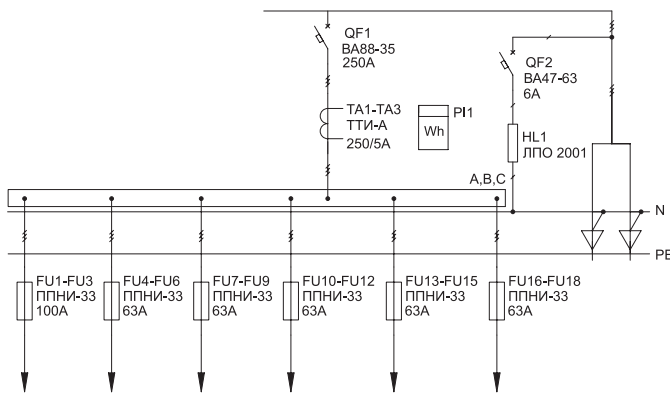 QF1
ВА88-35
250А
QF2
ВА47-63
6А
ТА1-ТА3
ТТИ-А
250/5А
PI1
Wh
HL1
ЛПО 2001
А,В,С
N
PE
FU1-FU3
ППНИ-33
100А
FU4-FU6
ППНИ-33
63А
FU7-FU9
ППНИ-33
63А
FU10-FU12
ППНИ-33
63А
FU13-FU15
ППНИ-33
63А
FU16-FU18
ППНИ-33
63А